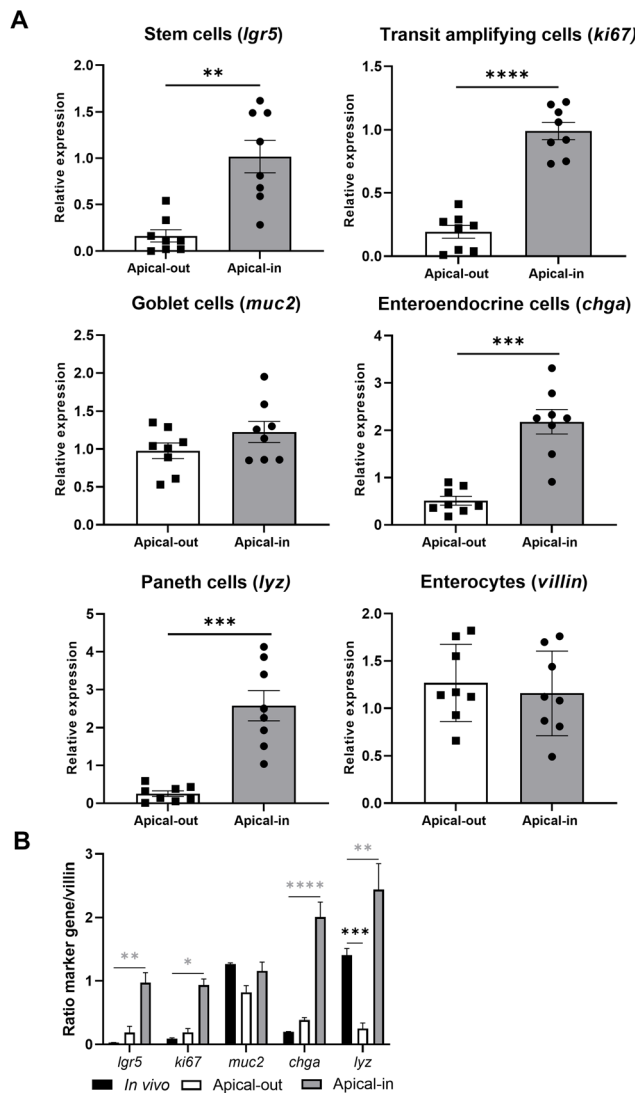 A
Stem cells (lgr5)
**
Relative expression
2.0
1.5
1.0
0.5
0.0
Apical-out Apical-in
Transit amplifying cells (ki67)
****
Relative expression
1.5
1.0
0.5
0.0
Apical-out Apical-in
Goblet cells (muc2)
Relative expression
2.5
2.0
1.5
1.0
0.5
0.0
Apical-out Apical-in
Enteroendocrine cells (chga)
***
Relative expression
4
3
2
1
0
Apical-out Apical-in
Paneth cells (lyz)
***
Relative expression
5
4
3
2
1
0
Apical-out Apical-in
Enterocytes (villin)
Relative expression
2.0
1.5
1.0
0.5
0.0
Apical-out Apical-in
B
Ratio marker gene/villin
3
2
1
0
** * **** *** **
lgr5 ki67 muc2 chga lyz
In vivo Apical-out Apical-in